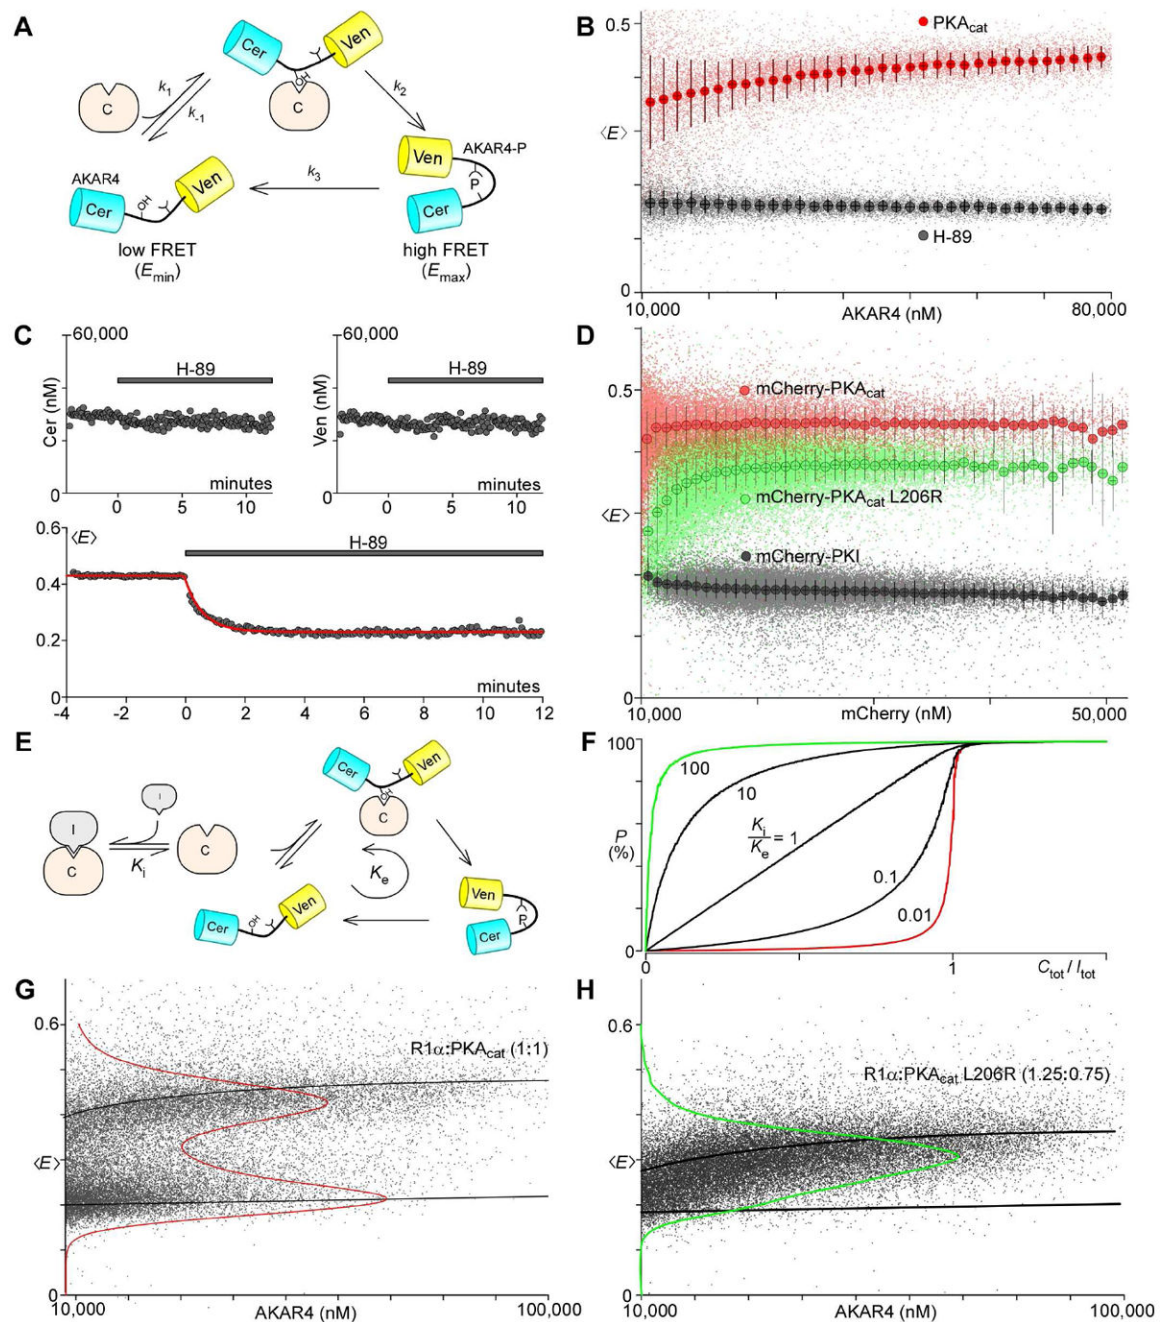 A
Cer
Ven
OH
C
k1
k-1
C
k2
AKAR4
Cer
OH
Ven
k3
Ven
AKAR4-P
P
Cer
low FRET
(Emin)
high FRET
(Emax)
B
0.5
PKAcat
⟨E⟩
H-89
0
10,000
AKAR4 (nM)
80,000
C
60,000
H-89
Cer (nM)
minutes
0
0 5 10
60,000
H-89
Ven (nM)
minutes
0
0 5 10
0.6
⟨E⟩
H-89
0.4
0.2
minutes
-4 -2 0 2 4 6 8 10 12
D
0.5
mCherry-PKAcat
mCherry-PKAcat L206R
⟨E⟩
mCherry-PKI
0
10,000
mCherry (nM)
50,000
E
Cer
Ven
OH
C
I
I
C
Ki
C
Ke
Cer
OH
Ven
Ven
P
Cer
F
100
100
10
Ki/Ke = 1
P
(%)
0.1
0.01
0
0 1 Ctot / Itot
G
0.6
R1α:PKAcat (1:1)
⟨E⟩
0
10,000
AKAR4 (nM)
100,000
H
0.6
R1α:PKAcat L206R (1.25:0.75)
⟨E⟩
0
10,000
AKAR4 (nM)
100,000